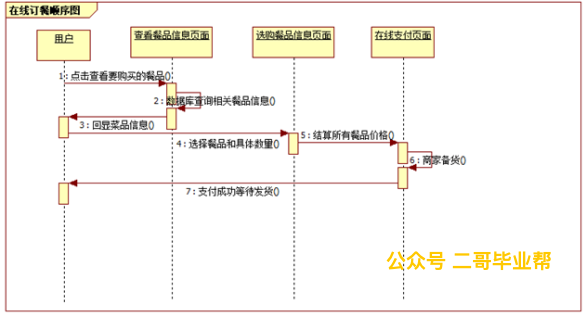 在线订餐顺序图
用户
查看餐品信息页面
选购餐品信息页面
在线支付页面
1：点击查看要购买的餐品()
2：数据库查询相关餐品信息()
3：回显菜品信息()
4：选择餐品和具体数量()
5：结算所有餐品价格()
6：商家备货()
7：支付成功等待发货()
公众号 二哥毕业帮